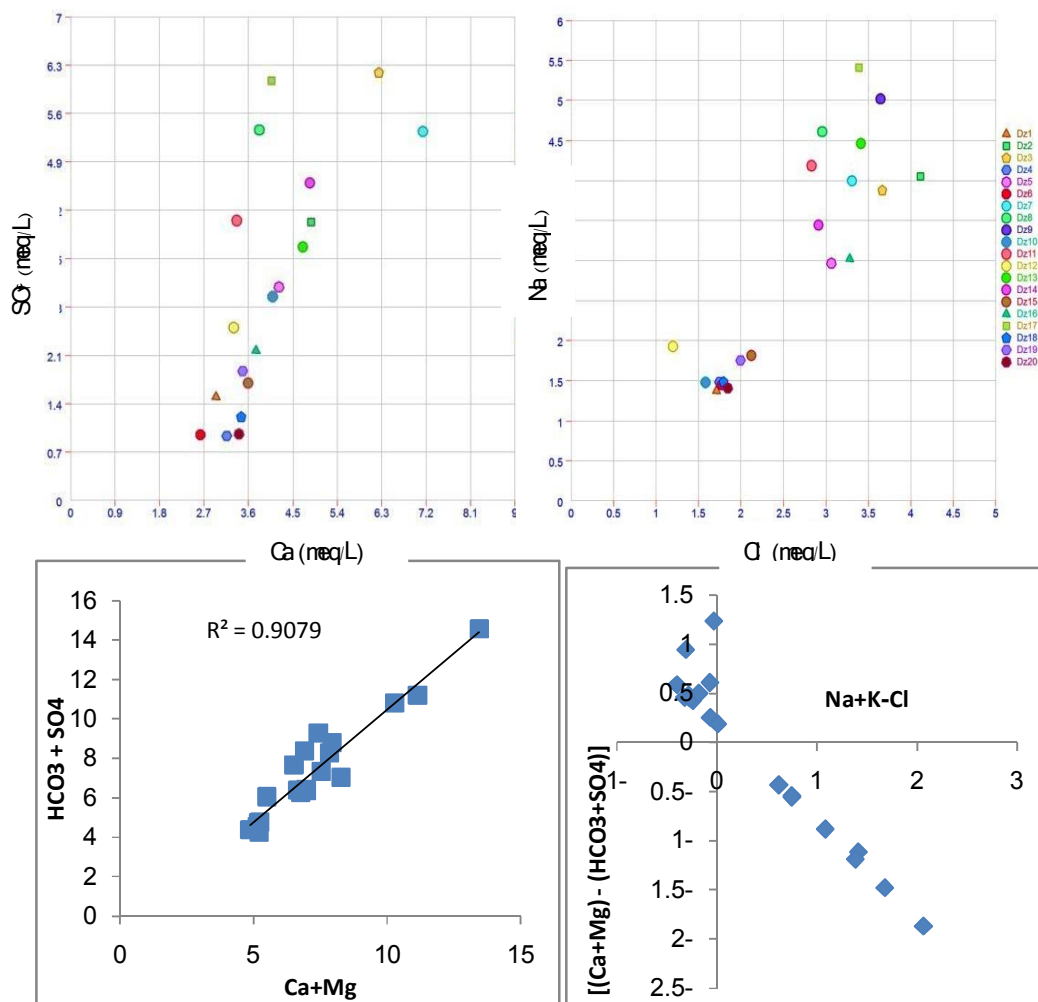 7
6.3
5.6
4.9
2
2.1
1.4
0.7
0
(meq/L)
0 0.9 1.8 2.7 3.6 4.5 5.4 6.3 7.2 9
Ca (meq/L)
6
5.5
5
4.5
2
1.5
1
0.5
0
Na (meq/L)
0 0.5 1 1.5 2 2.5 3 3.5 4 4.5 5
(meq/L)
Dz1
Dz2
Dz3
Dz4
Dz5
Dz6
Dz7
Dz8
Dz9
Dz10
Dz11
Dz12
Dz13
Dz14
Dz15
Dz16
Dz17
Dz18
Dz19
Dz20
16
14
12
10
8
6
4
2
0
HCO3 + SO4
R² = 0.9079
0 5 10 15
Ca+Mg
1.5
1
0.5
0
0.5-
1-
1.5-
2-
2.5-
Na+K-Cl
1- 0 1 2 3
[(Ca+Mg) - (HCO3+SO4)]